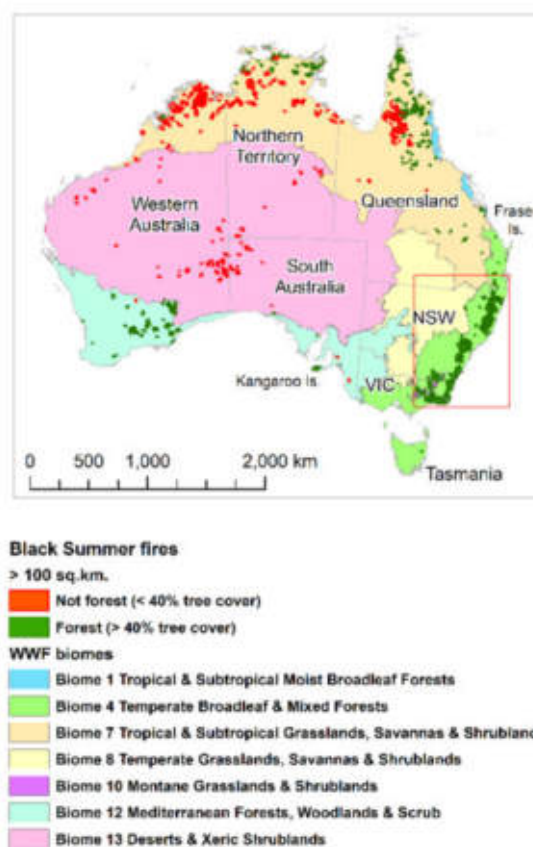 Northern
Territory
Queensland
Western
Australia
Fraser
Is.
South
Australia
NSW
Kangaroo Is.
VIC
Tasmania
0 500 1,000 2,000 km
Black Summer fires
> 100 sq.km.
Not forest (< 40% tree cover)
Forest (> 40% tree cover)
WWF biomes
Biome 1 Tropical & Subtropical Moist Broadleaf Forests
Biome 4 Temperate Broadleaf & Mixed Forests
Biome 7 Tropical & Subtropical Grasslands, Savannas & Shrubland
Biome 8 Temperate Grasslands, Savannas & Shrublands
Biome 10 Montane Grasslands & Shrublands
Biome 12 Mediterranean Forests, Woodlands & Scrub
Biome 13 Deserts & Xeric Shrublands